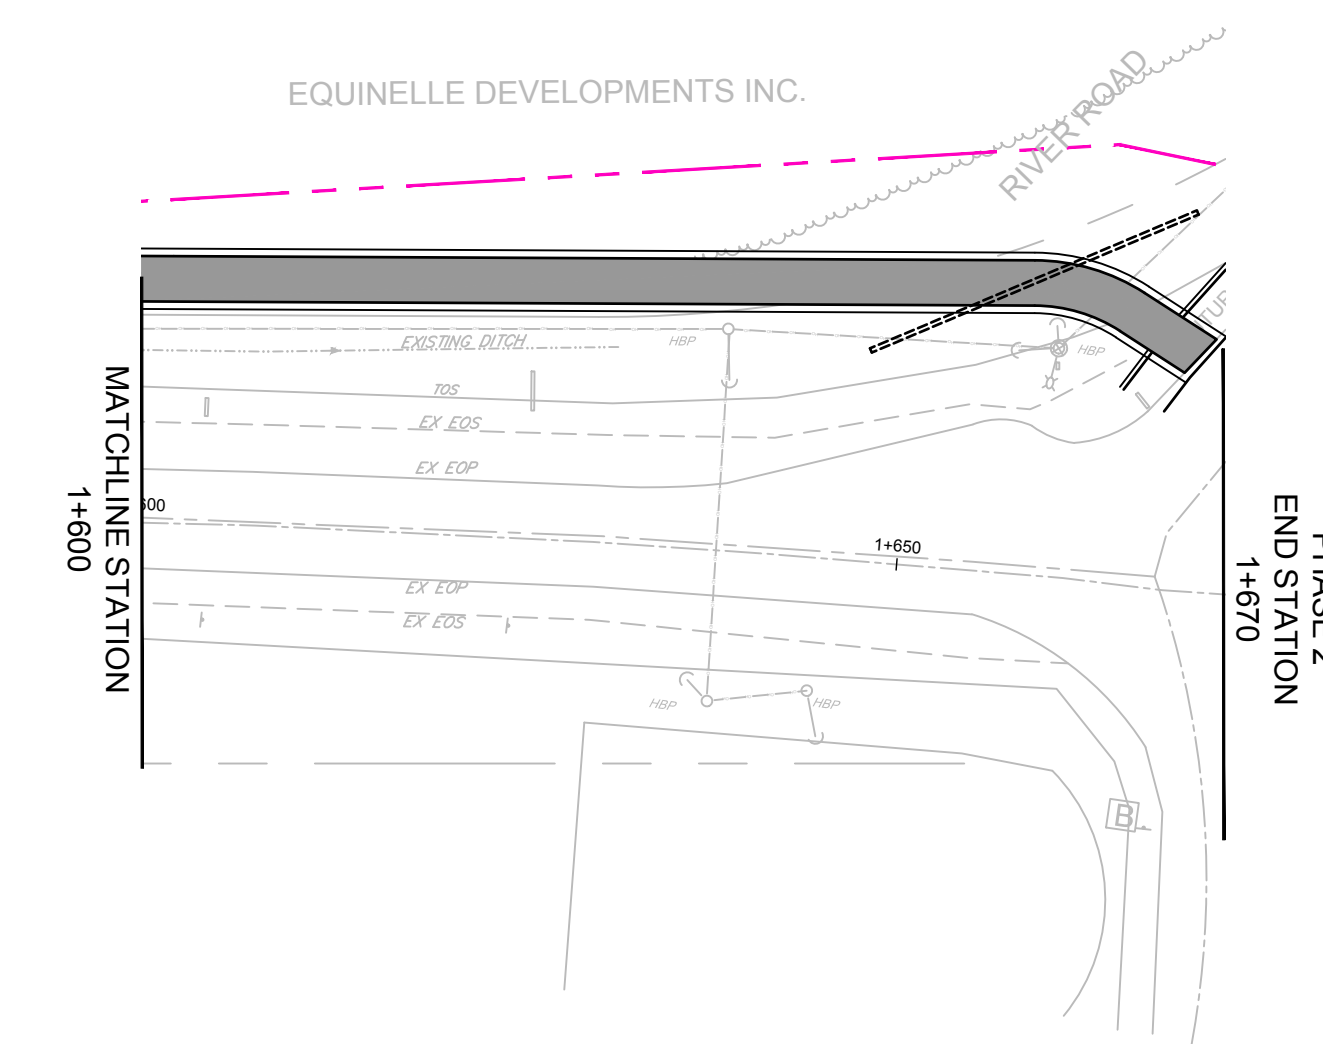 EQUINELLE DEVELOPMENTS INC.
RIVER ROAD
EXISTING DITCH
HBP
HBP
TOS
EX EOS
EX EOP
MATCHLINE STATION
1+600
600
1+650
END STATION
1+670
EX EOP
EX EOS
HBP
HBP
B